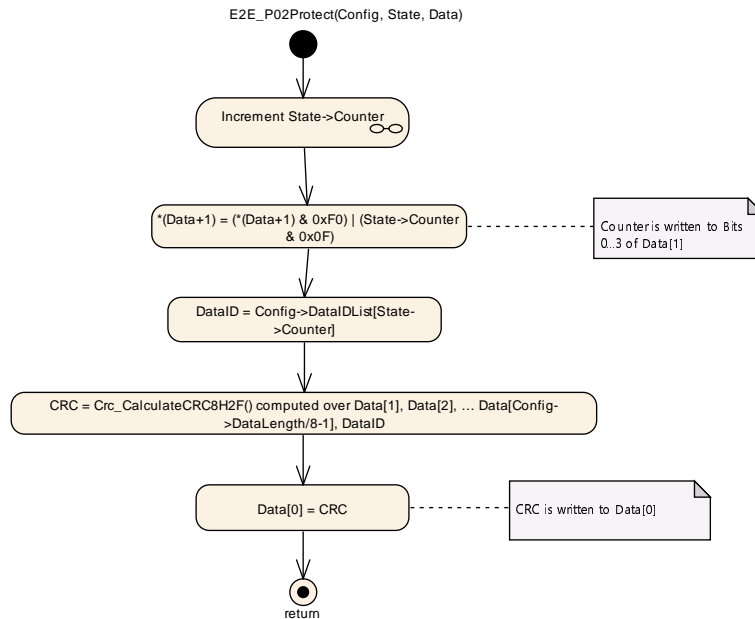 E2E_P02Protect(Config, State, Data)
Increment State->Counter
*(Data+1) = (*(Data+1) & 0xF0) | (State->Counter
& 0x0F)
Counter is written to Bits
0...3 of Data[1]
DataID = Config->DataIDList[State-
>Counter]
CRC = Crc_CalculateCRC8H2F() computed over Data[1], Data[2], … Data[Config-
>DataLength/8-1], DataID
Data[0] = CRC
CRC is written to Data[0]
return